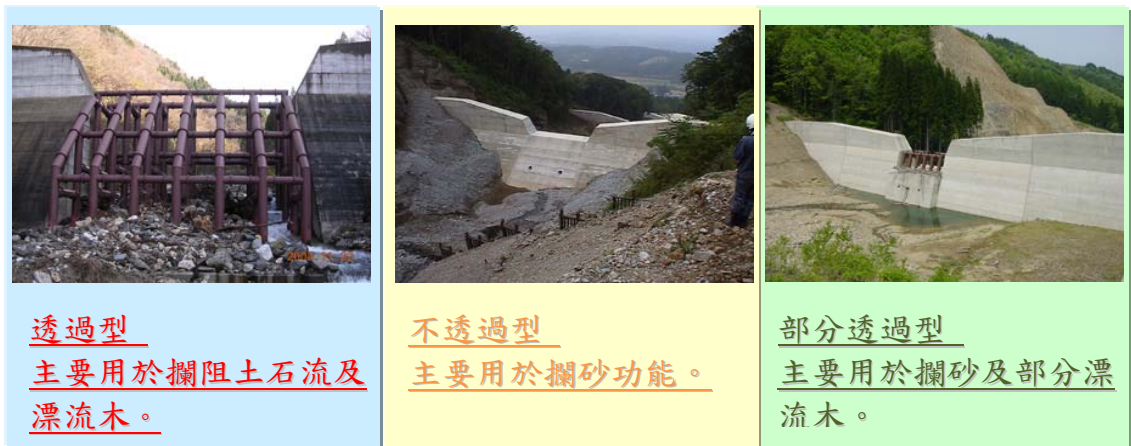 透過型
主要用於攔阻土石流及
漂流木。
不透過型
主要用於攔砂功能。
部分透過型
主要用於攔砂及部分漂
流木。